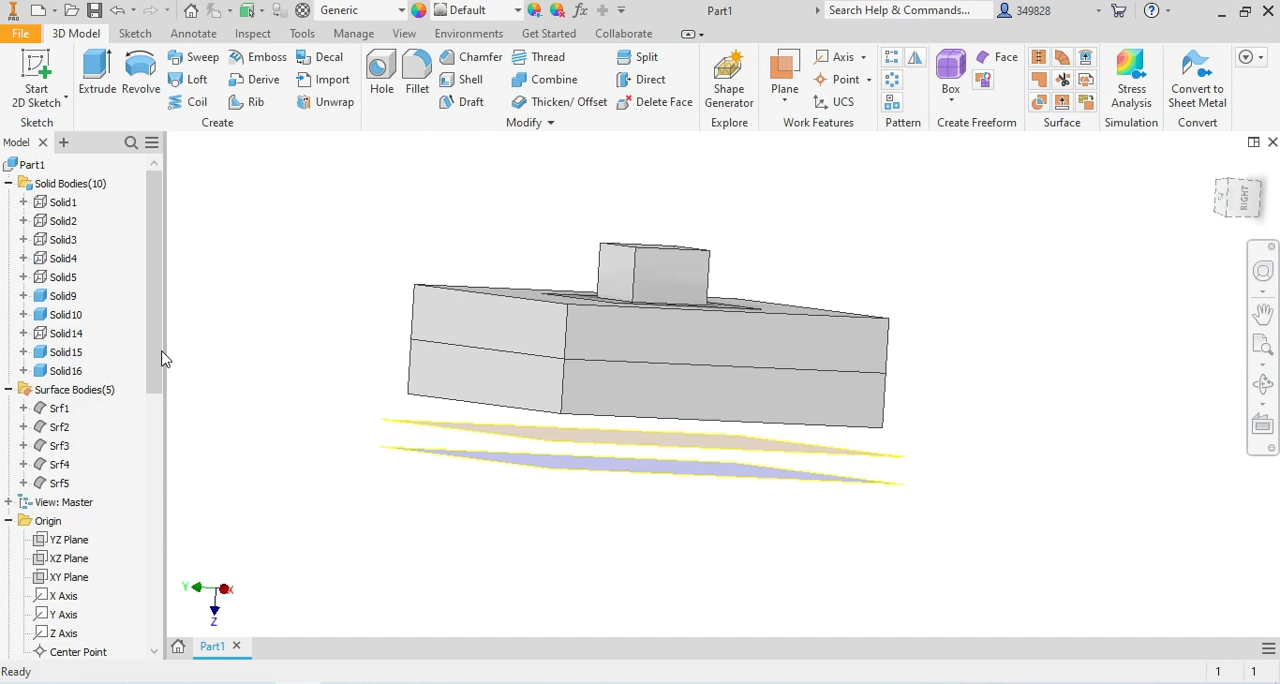 Generic
Default
Part1
Search Help & Commands...
349828
PRO
File
3D Model
Sketch
Annotate
Inspect
Tools
Manage
View
Environments
Get Started
Collaborate
Start
2D Sketch
Sketch
Extrude
Revolve
Sweep
Emboss
Decal
Loft
Derive
Import
Coil
Rib
Unwrap
Create
Hole
Fillet
Chamfer
Thread
Split
Shell
Combine
Direct
Draft
Thicken/ Offset
Delete Face
Modify
Shape
Generator
Explore
Plane
Axis
Point
UCS
Work Features
Pattern
Box
Face
Create Freeform
Surface
Stress
Analysis
Simulation
Convert to
Sheet Metal
Convert
Model
Part1
Solid Bodies(10)
Solid1
Solid2
Solid3
Solid4
Solid5
Solid9
Solid10
Solid14
Solid15
Solid16
Surface Bodies(5)
Srf1
Srf2
Srf3
Srf4
Srf5
View: Master
Origin
YZ Plane
XZ Plane
XY Plane
X Axis
Y Axis
Z Axis
Center Point
RIGHT
Y
X
Z
Part1
Ready
1
1